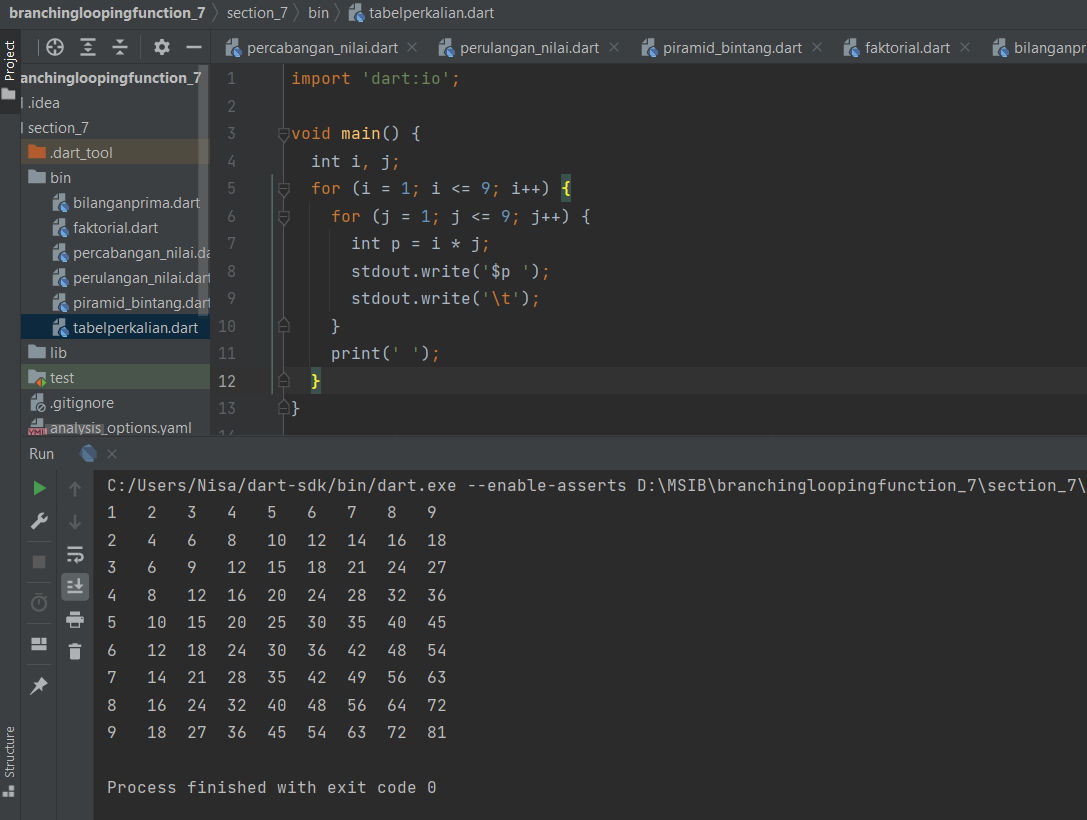 branchingloopingfunction_7 section_7 bin tabelperkalian.dart
Project
percabangan_nilai.dart perulangan_nilai.dart piramid_bintang.dart faktorial.dart bilanganpr
ranchingloopingfunction_7
.idea
section_7
.dart_tool
bin
bilanganprima.dart
faktorial.dart
percabangan_nilai.da
perulangan_nilai.dart
piramid_bintang.dart
tabelperkalian.dart
lib
test
.gitignore
analysis_options.yaml
1 import 'dart:io';
2
3 void main() {
4 int i, j;
5 for (i = 1; i <= 9; i++) {
6 for (j = 1; j <= 9; j++) {
7 int p = i * j;
8 stdout.write('$p ');
9 stdout.write('\t');
10 }
11 print(' ');
12 }
13 }
14
Run
C:/Users/Nisa/dart-sdk/bin/dart.exe --enable-asserts D:\MSIB\branchingloopingfunction_7\section_7\
1 2 3 4 5 6 7 8 9
2 4 6 8 10 12 14 16 18
3 6 9 12 15 18 21 24 27
4 8 12 16 20 24 28 32 36
5 10 15 20 25 30 35 40 45
6 12 18 24 30 36 42 48 54
7 14 21 28 35 42 49 56 63
8 16 24 32 40 48 56 64 72
9 18 27 36 45 54 63 72 81
Process finished with exit code 0
Structure